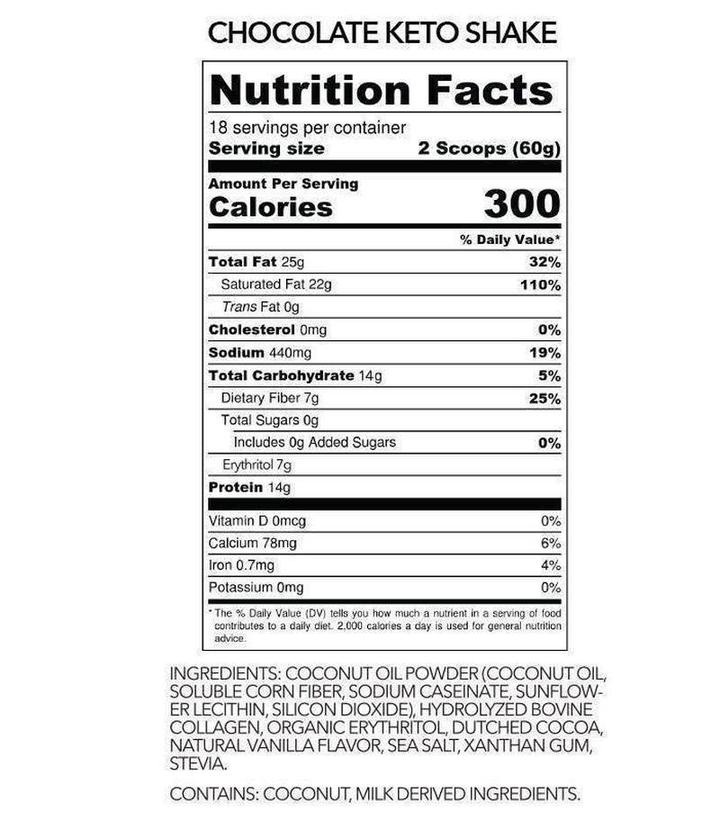 CHOCOLATE KETO SHAKE
Nutrition Facts
18 servings per container
Serving size 2 Scoops (60g)
Amount Per Serving
Calories 300
% Daily Value*
Total Fat 25g 32%
Saturated Fat 22g 110%
Trans Fat 0g
Cholesterol 0mg 0%
Sodium 440mg 19%
Total Carbohydrate 14g 5%
Dietary Fiber 7g 25%
Total Sugars 0g
Includes 0g Added Sugars 0%
Erythritol 7g
Protein 14g
Vitamin D 0mcg 0%
Calcium 78mg 6%
Iron 0.7mg 4%
Potassium 0mg 0%
* The % Daily Value (DV) tells you how much a nutrient in a serving of food
contributes to a daily diet. 2,000 calories a day is used for general nutrition
advice.
INGREDIENTS: COCONUT OIL POWDER (COCONUT OIL,
SOLUBLE CORN FIBER, SODIUM CASEINATE, SUNFLOW-
ER LECITHIN, SILICON DIOXIDE), HYDROLYZED BOVINE
COLLAGEN, ORGANIC ERYTHRITOL, DUTCHED COCOA,
NATURAL VANILLA FLAVOR, SEA SALT, XANTHAN GUM,
STEVIA.
CONTAINS: COCONUT, MILK DERIVED INGREDIENTS.